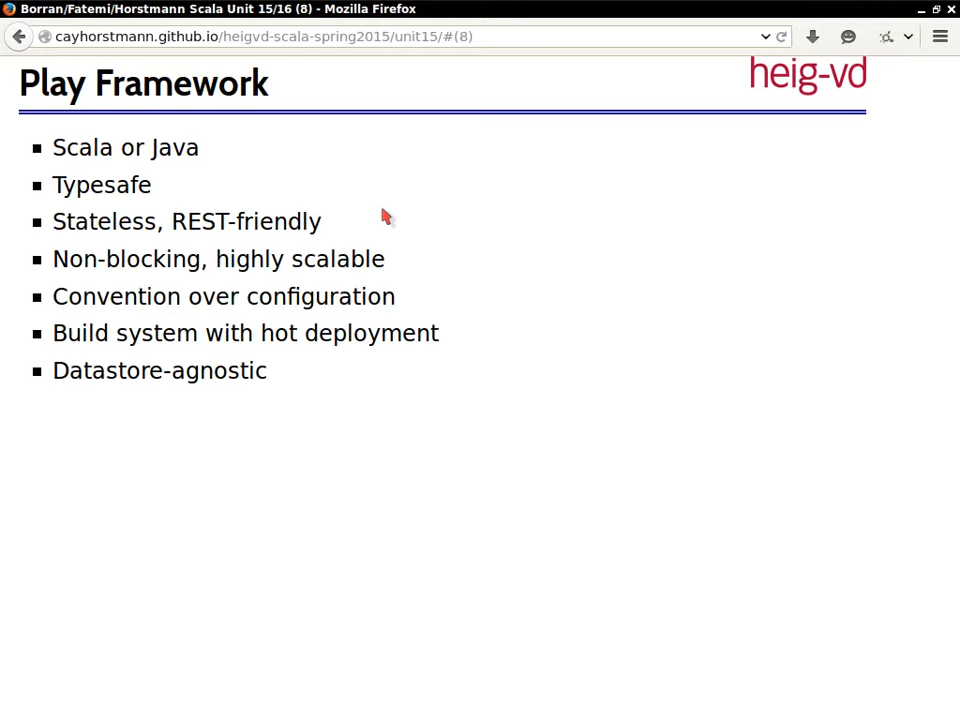 Borran/Fatemi/Horstmann Scala Unit 15/16 (8) - Mozilla Firefox
cayhorstmann.github.io/heigvd-scala-spring2015/unit15/#(8)
heig-vd
Play Framework
Scala or Java
Typesafe
Stateless, REST-friendly
Non-blocking, highly scalable
Convention over configuration
Build system with hot deployment
Datastore-agnostic